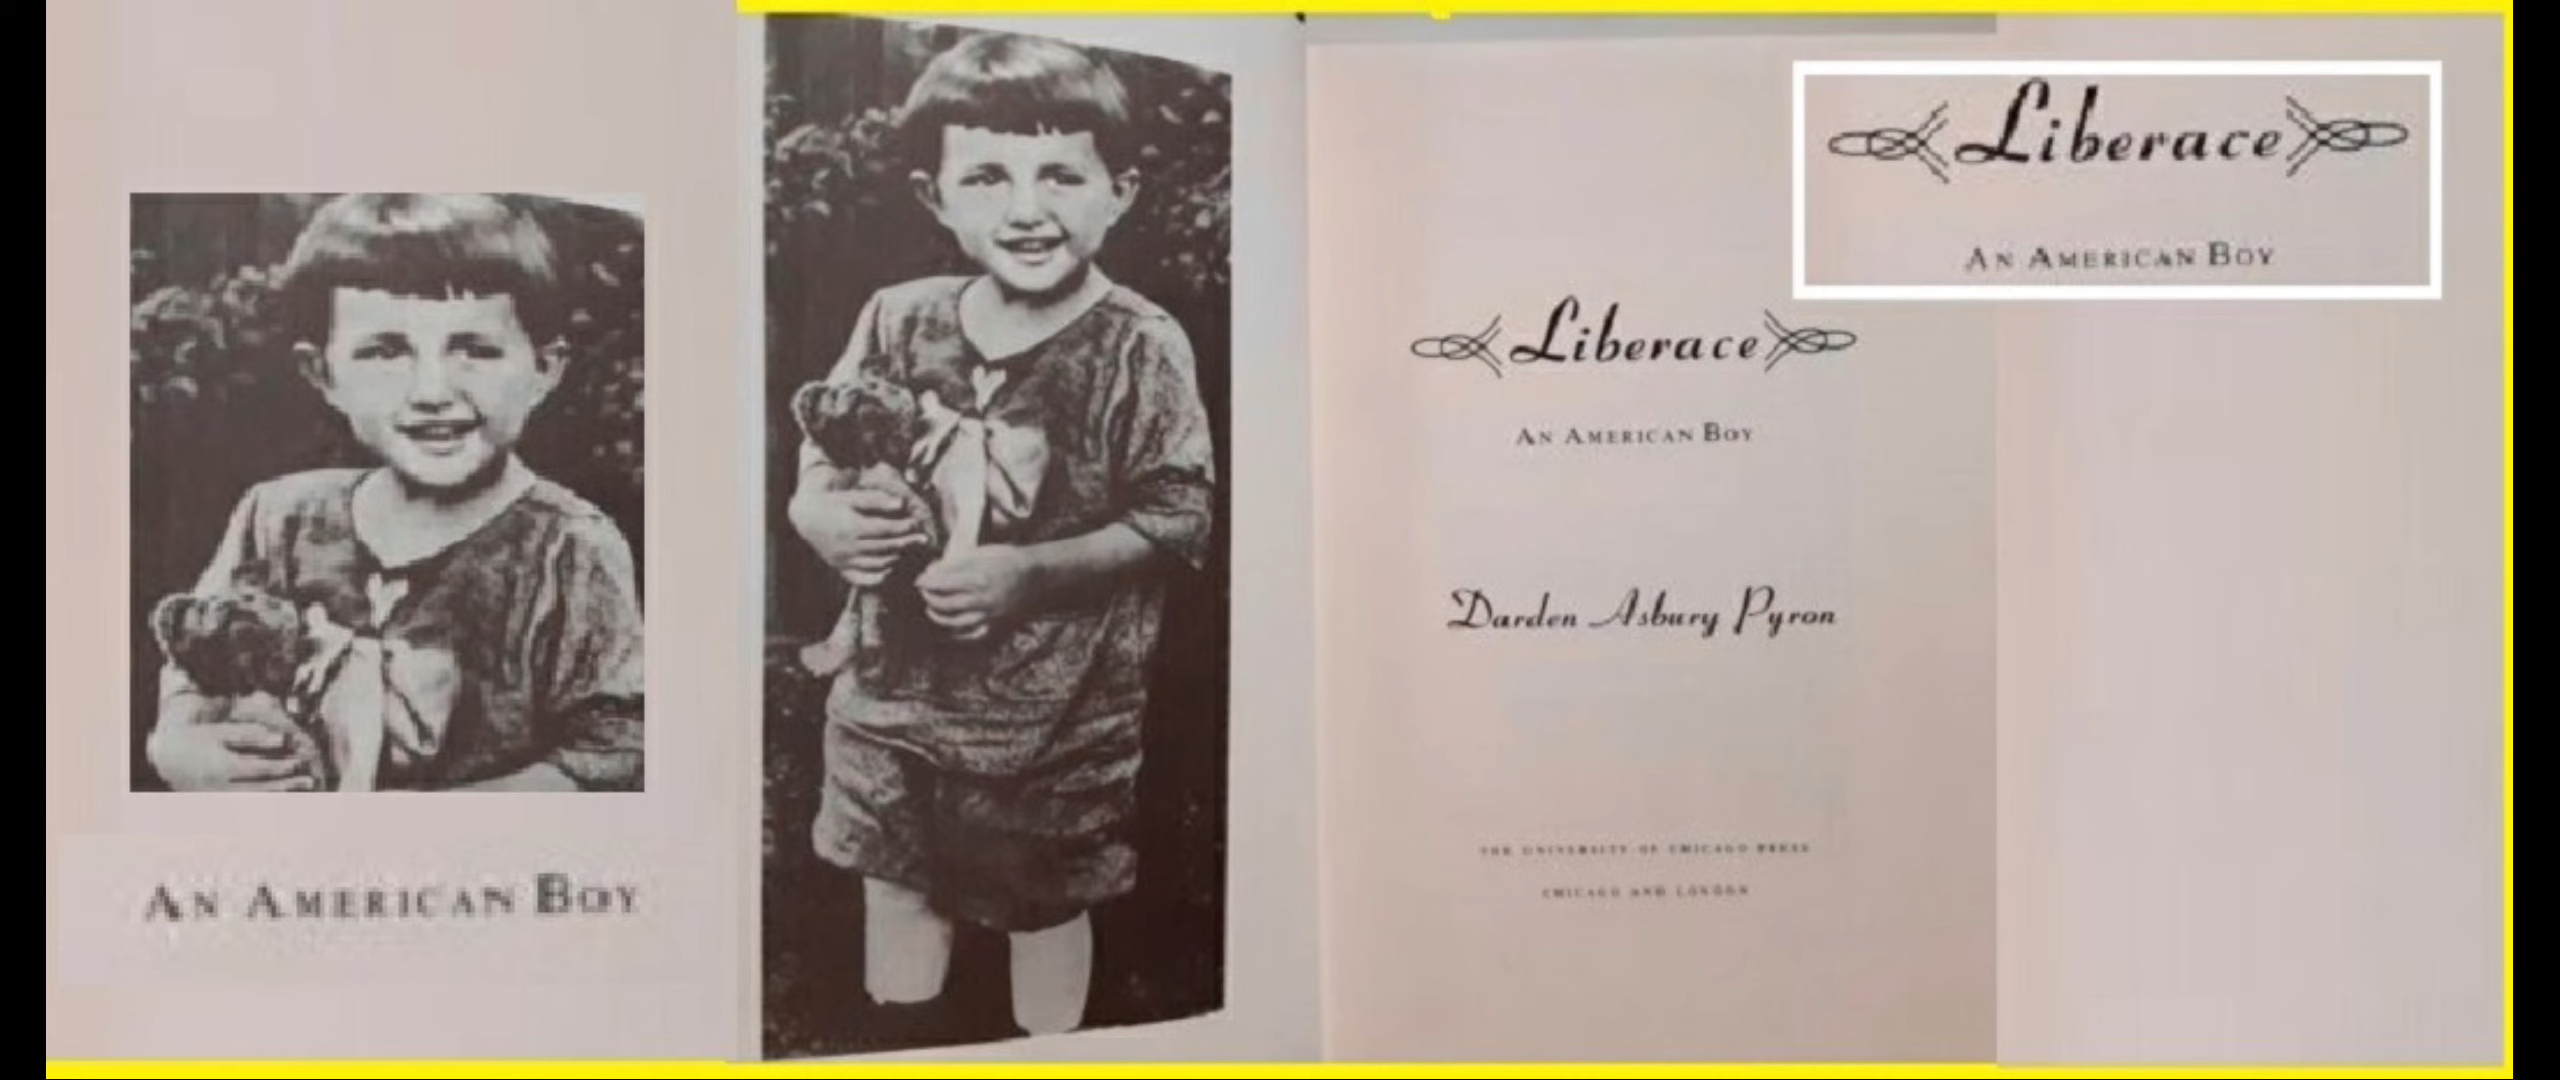 AN AMERICAN BOY
Liberace
AN AMERICAN BOY
Darden Asbury Pyron
THE UNIVERSITY OF CHICAGO PRESS
CHICAGO AND LONDON
Liberace
AN AMERICAN BOY